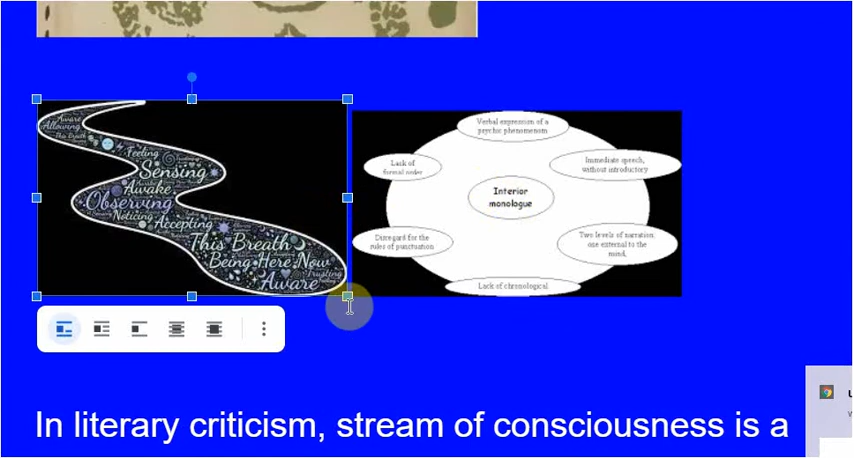 Aware
Allowing
This Breath
Feeling
Sensing
Awake
Observing
Noticing
Accepting
This Breath
Being Here Now
Trusting
Aware
Verbal expression of a
psychic phenomenom
Lack of
formal order
Immediate speech,
without introductory
Interior
monologue
Disregard for the
rules of punctuation
Two levels of narration:
one external to the
mind,
Lack of chronological
In literary criticism, stream of consciousness is a